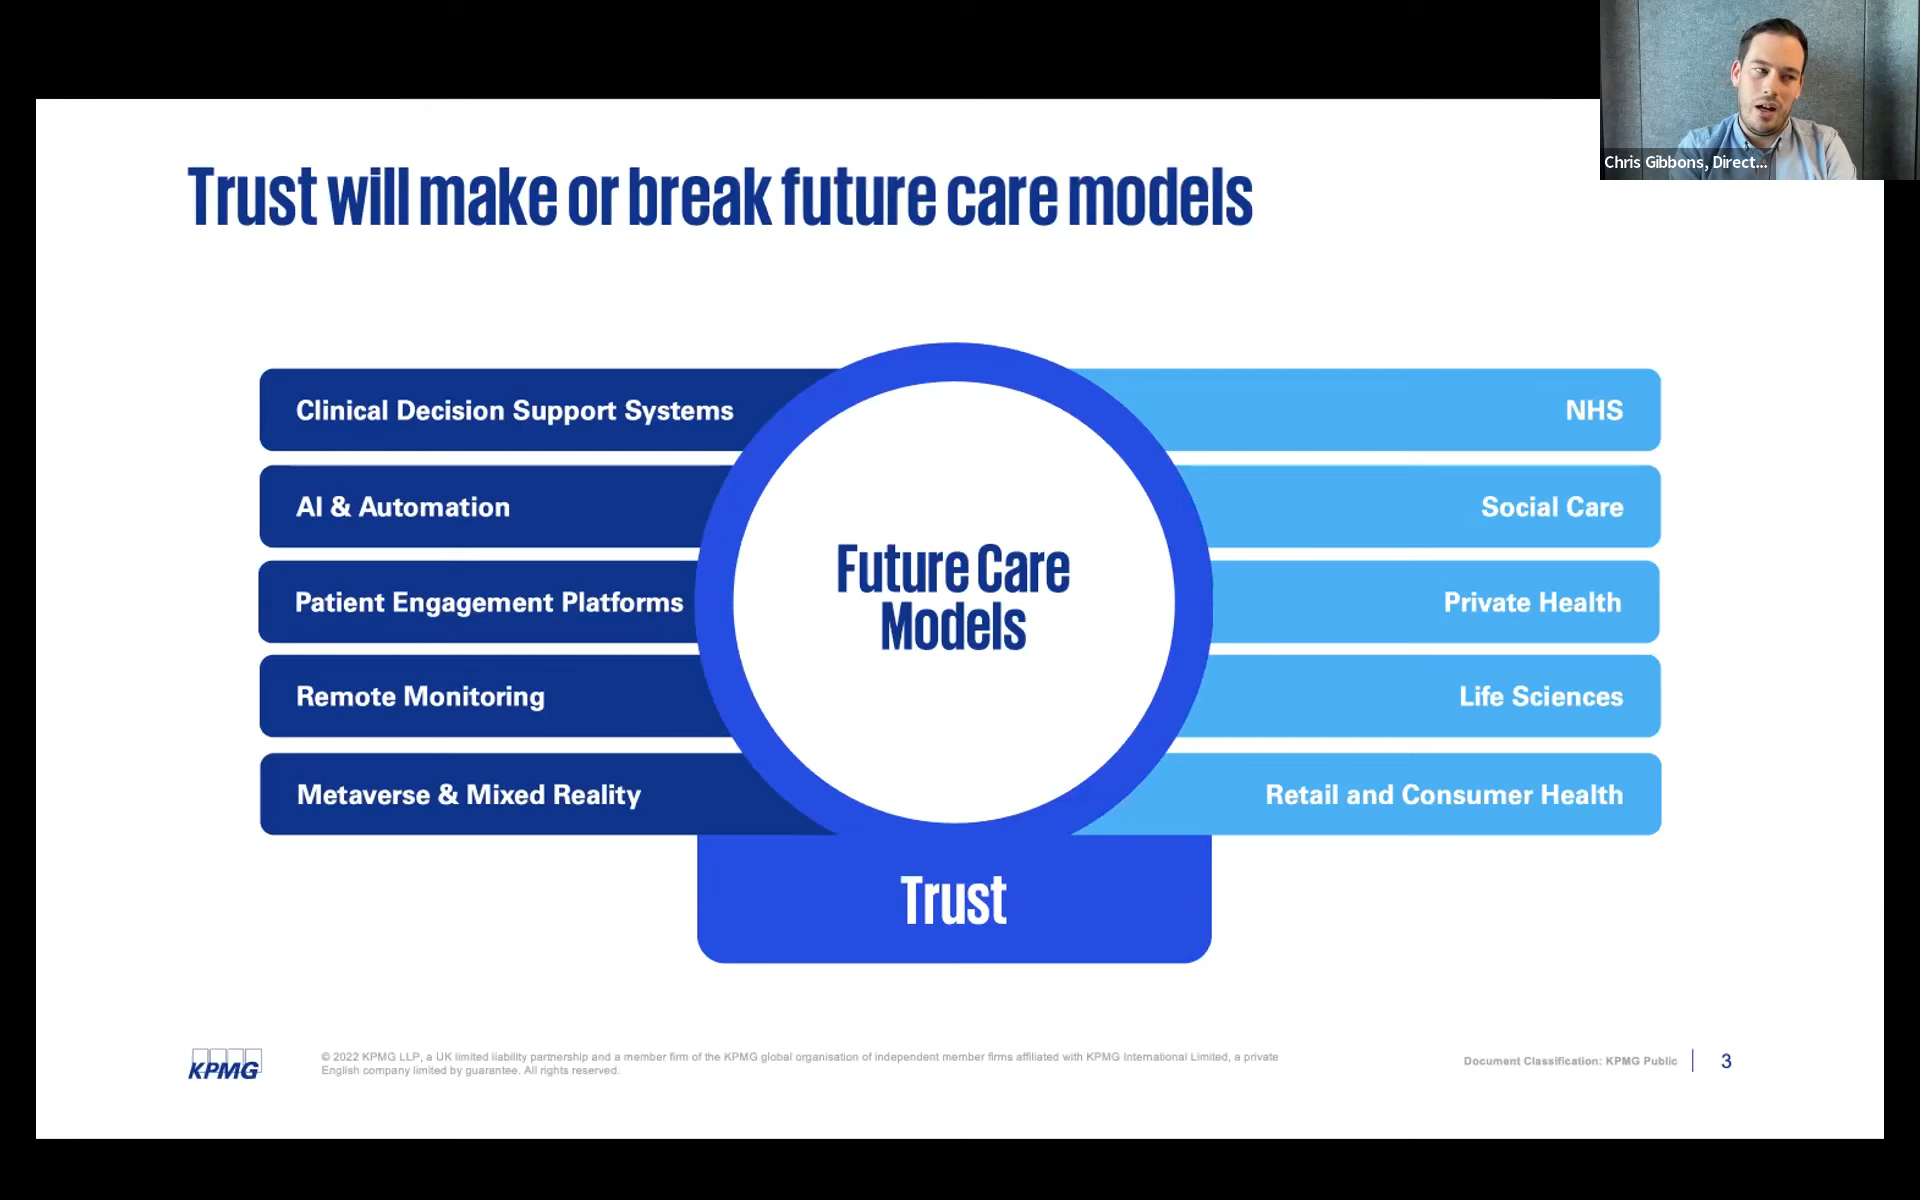 Chris Gibbons, Direct...
Trust will make or break future care models
Clinical Decision Support Systems
AI & Automation
Patient Engagement Platforms
Remote Monitoring
Metaverse & Mixed Reality
Future Care
Models
NHS
Social Care
Private Health
Life Sciences
Retail and Consumer Health
Trust
KPMG
© 2022 KPMG LLP, a UK limited liability partnership and a member firm of the KPMG global organisation of independent member firms affiliated with KPMG International Limited, a private
English company limited by guarantee. All rights reserved.
Document Classification: KPMG Public
3